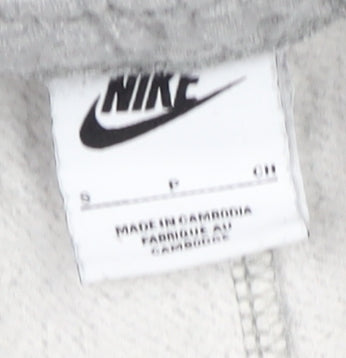 NIKE
S P CH
MADE IN CAMBODIA
FABRIQUE AU
CAMBODGE